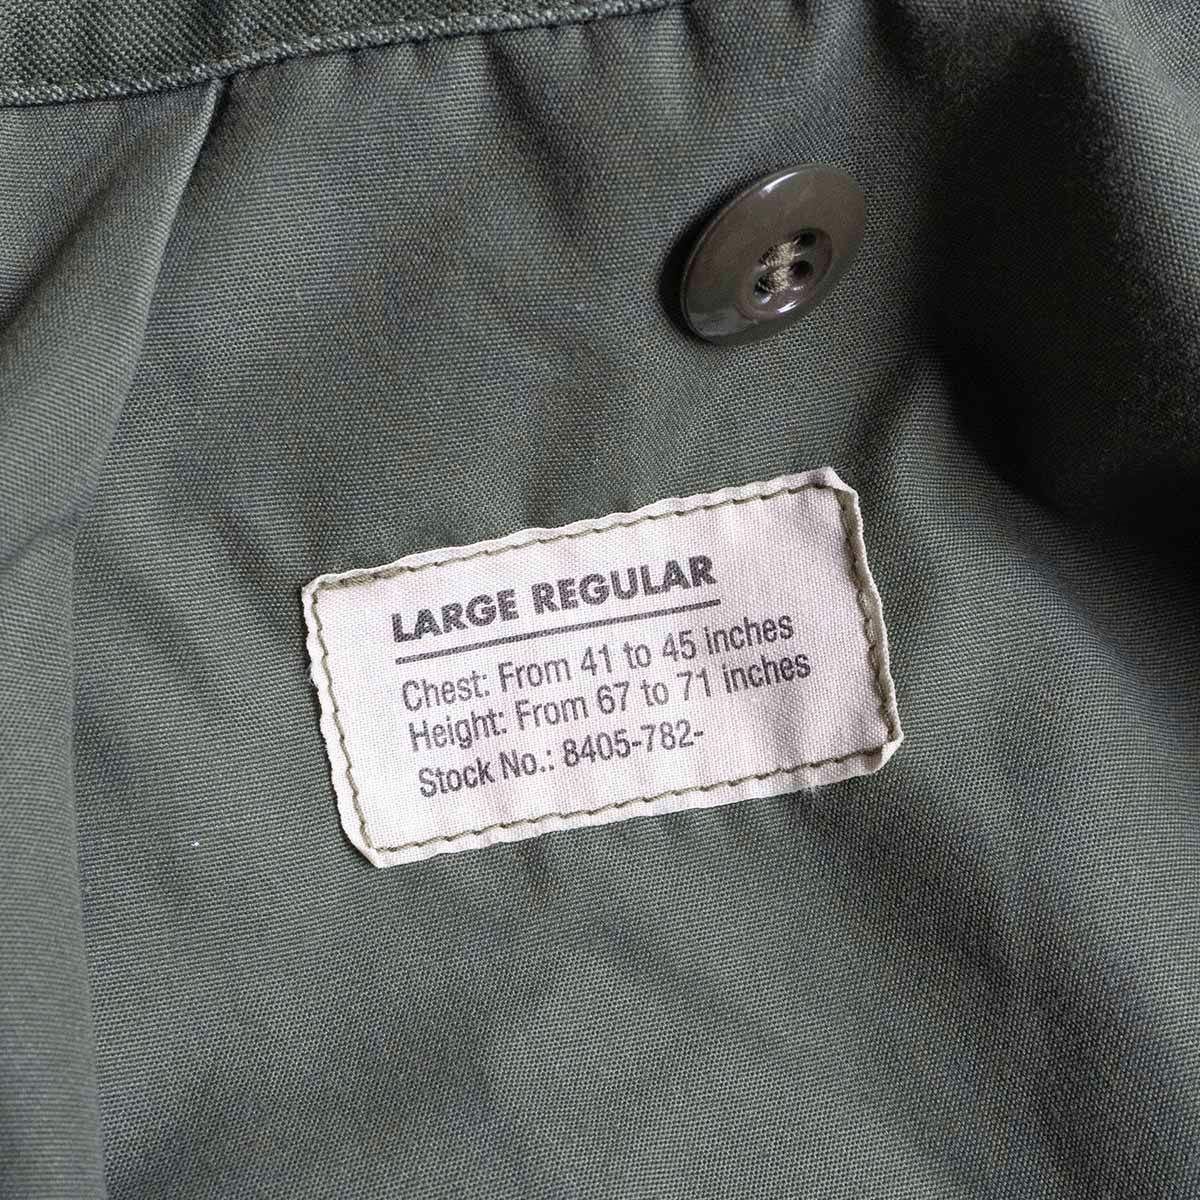 LARGE REGULAR
Chest: From 41 to 45 inches
Height: From 67 to 71 inches
Stock No.: 8405-782-